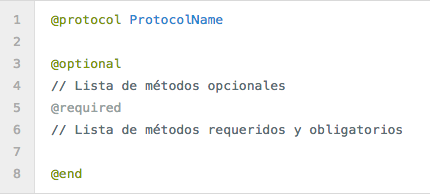 1 @protocol ProtocolName
2
3 @optional
4 // Lista de métodos opcionales
5 @required
6 // Lista de métodos requeridos y obligatorios
7
8 @end